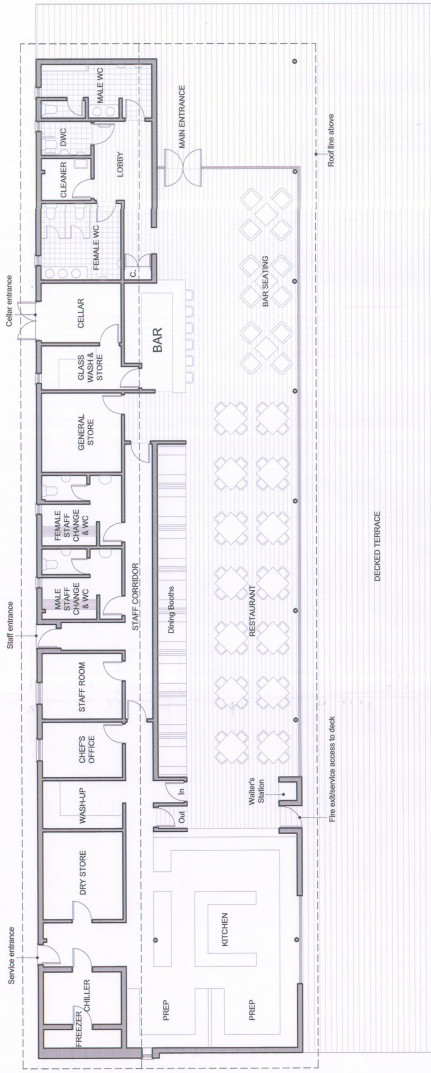 Service entrance
Staff entrance
Cellar entrance
FREEZER
CHILLER
DRY STORE
WASH-UP
CHEF'S
OFFICE
STAFF ROOM
MALE
STAFF
CHANGE
& WC
FEMALE
STAFF
CHANGE
& WC
GENERAL
STORE
GLASS
WASH &
STORE
CELLAR
FEMALE WC
CLEANER
DWC
MALE WC
STAFF CORRIDOR
C..
LOBBY
PREP
PREP
KITCHEN
Out
In
Dining Booths
BAR
MAIN ENTRANCE
Waiter's
Station
RESTAURANT
BAR SEATING
Fire exit/service access to deck
Roof line above
DECKED TERRACE